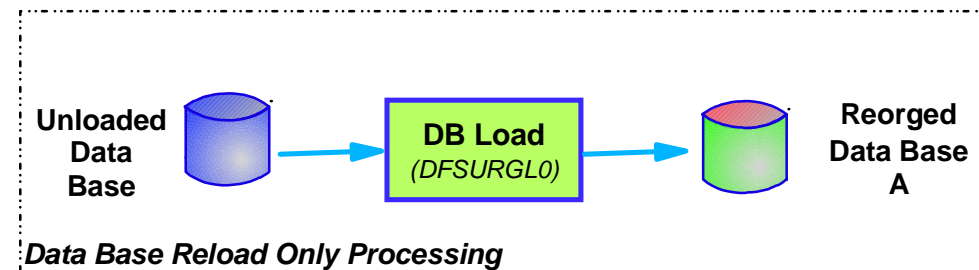 Unloaded
Data
Base
DB Load
(DFSURGL0)
Reorged
Data Base
A
Data Base Reload Only Processing